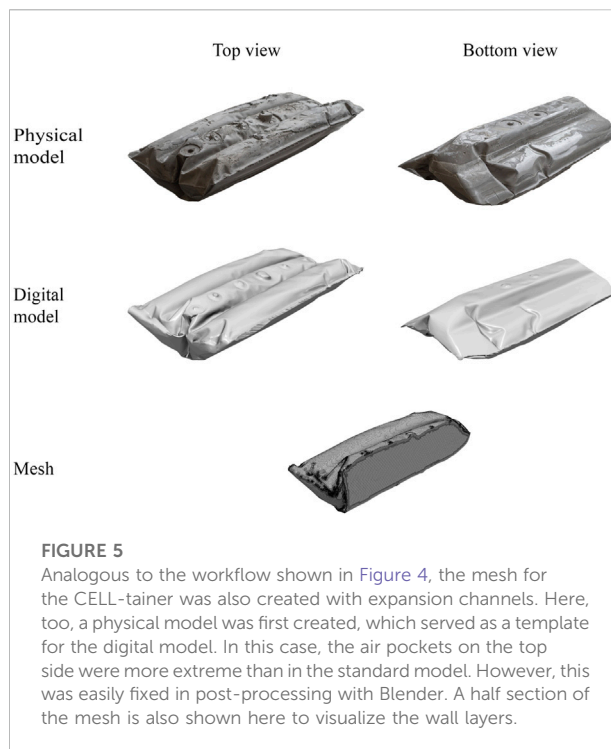 Top view
Bottom view
Physical
model
Digital
model
Mesh
FIGURE 5
Analogous to the workflow shown in Figure 4, the mesh for
the CELL-tainer was also created with expansion channels. Here,
too, a physical model was first created, which served as a template
for the digital model. In this case, the air pockets on the top
side were more extreme than in the standard model. However, this
was easily fixed in post-processing with Blender. A half section of
the mesh is also shown here to visualize the wall layers.